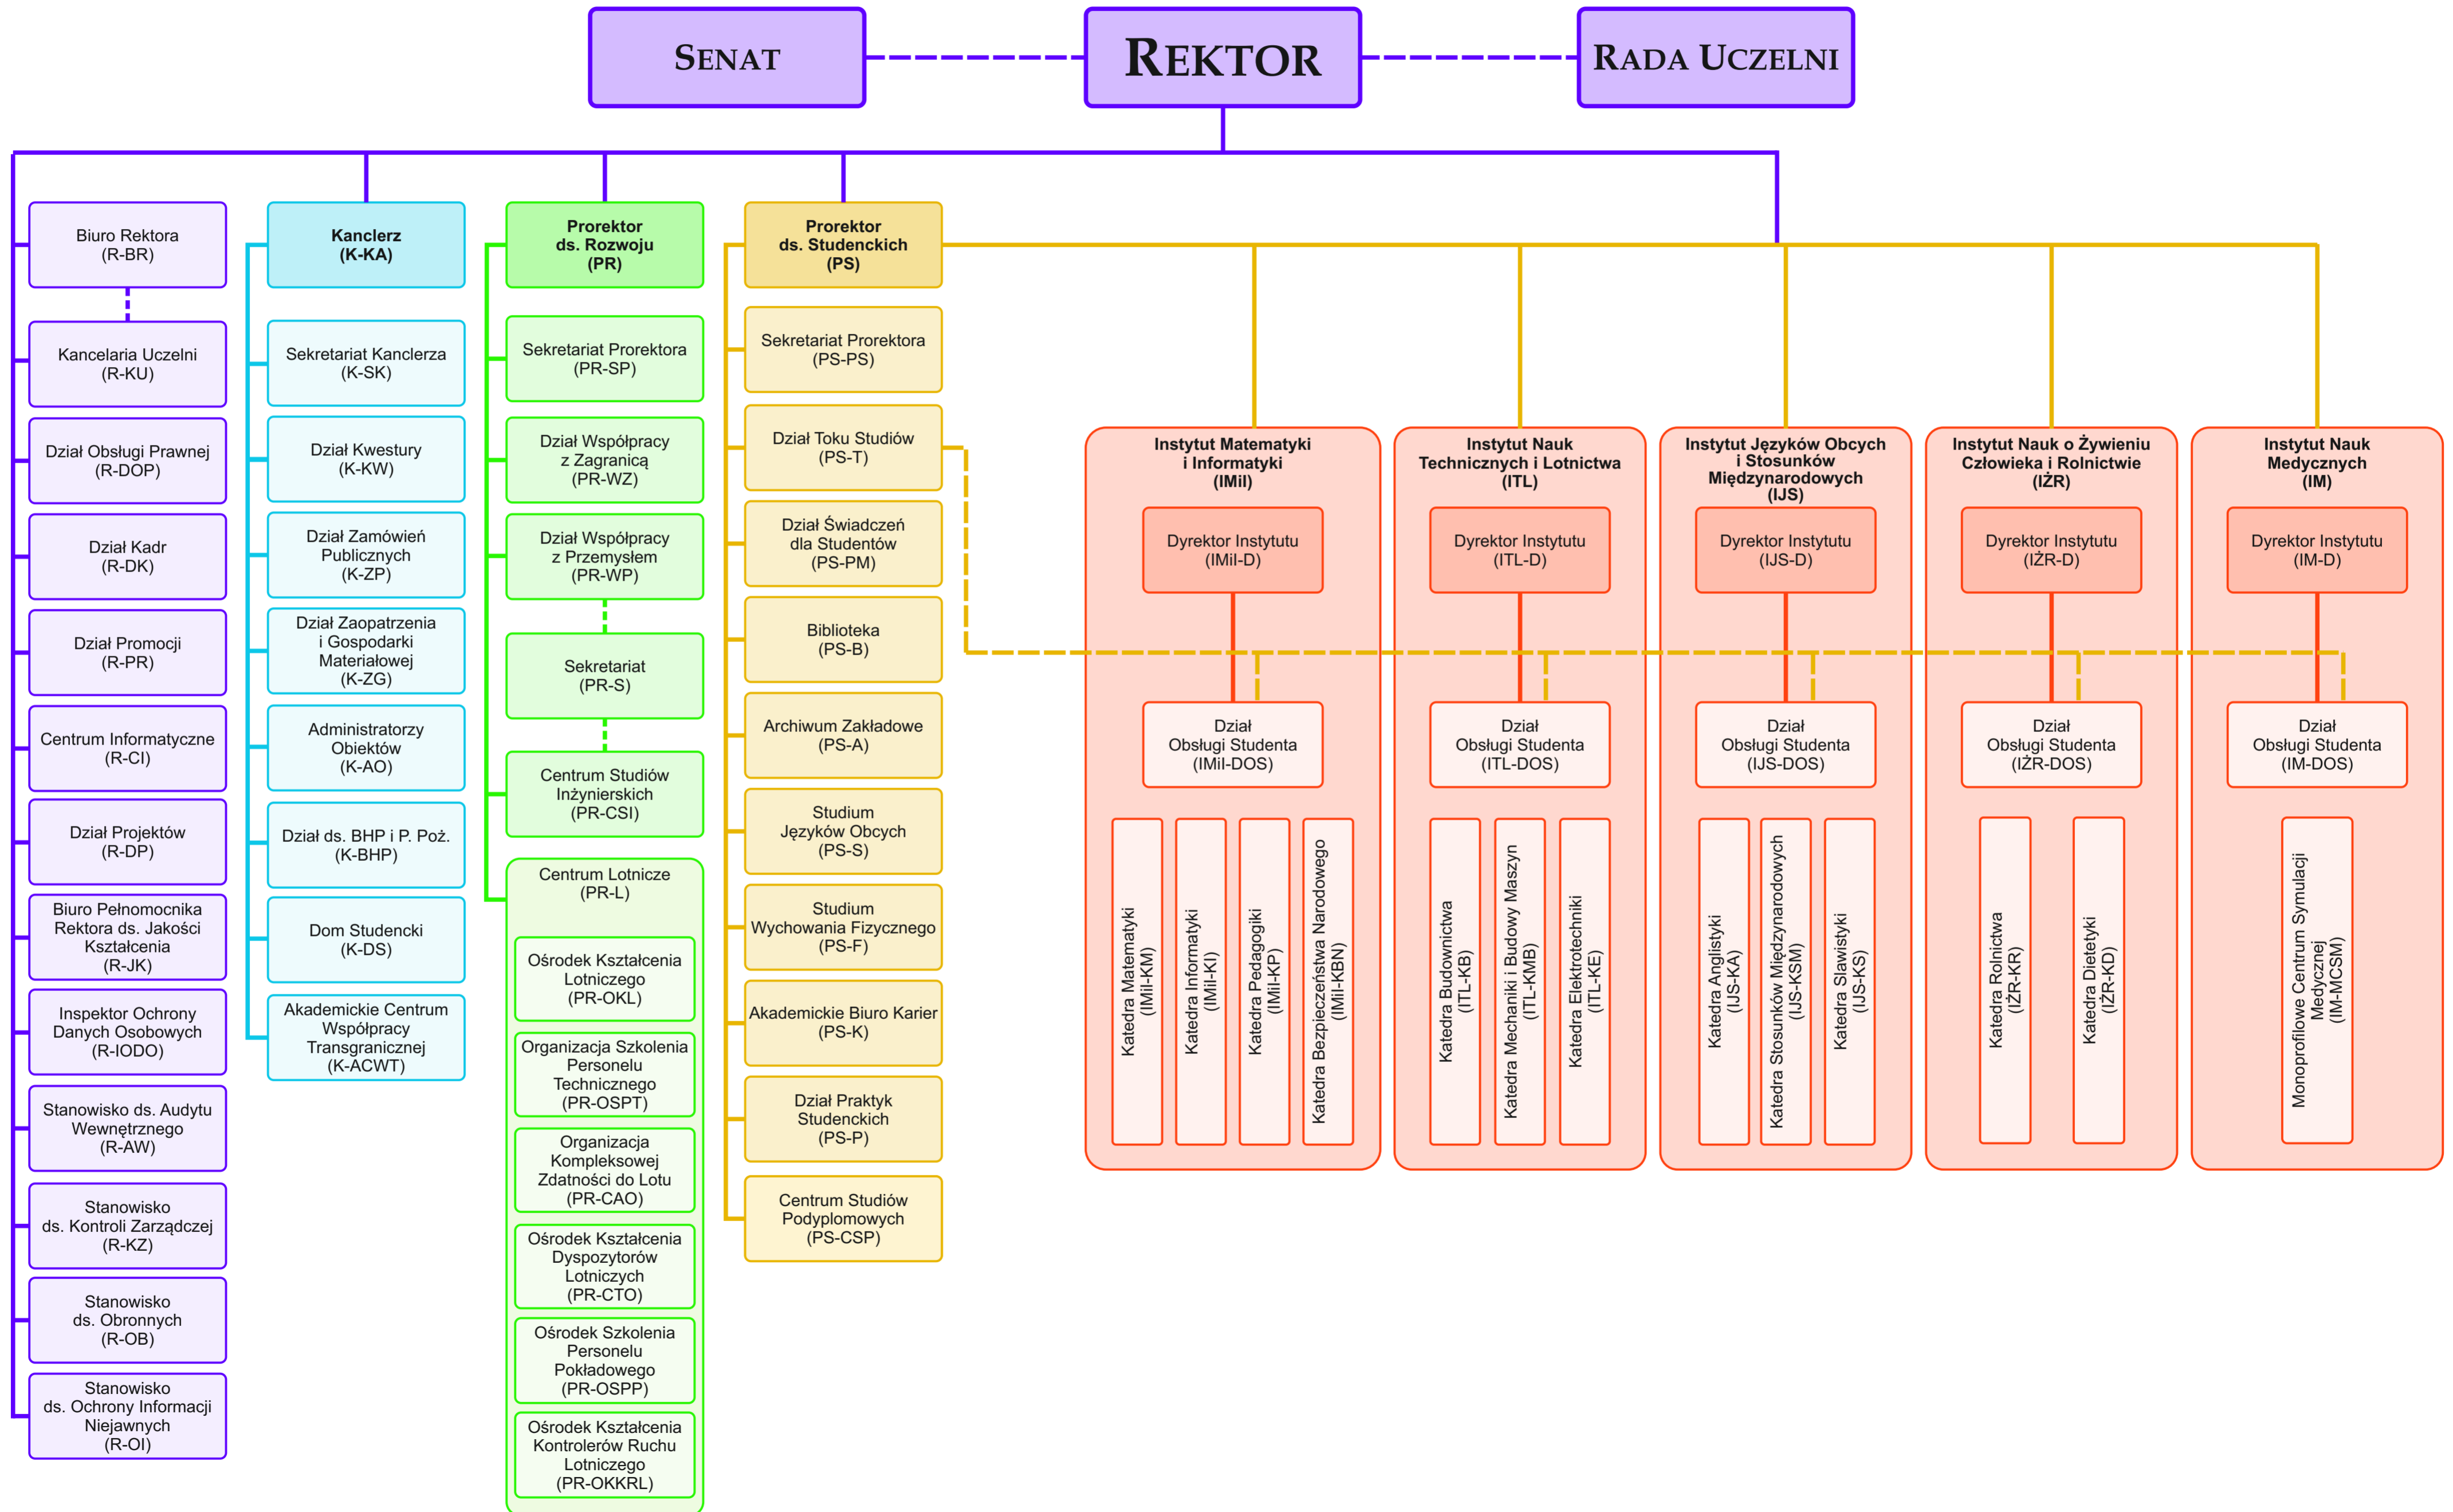 SENAT
REKTOR
RADA UCZELNI
Biuro Rektora
(R-BR)
Kancelaria Uczelni
(R-KU)
Dział Obsługi Prawnej
(R-DOP)
Dział Kadr
(R-DK)
Dział Promocji
(R-PR)
Centrum Informatyczne
(R-CI)
Dział Projektów
(R-DP)
Biuro Pełnomocnika
Rektora ds. Jakości
Kształcenia
(R-JK)
Inspektor Ochrony
Danych Osobowych
(R-IODO)
Stanowisko ds. Audytu
Wewnętrznego
(R-AW)
Stanowisko
ds. Kontroli Zarządczej
(R-KZ)
Stanowisko
ds. Obronnych
(R-OB)
Stanowisko
ds. Ochrony Informacji
Niejawnych
(R-OI)
Kanclerz
(K-KA)
Sekretariat Kanclerza
(K-SK)
Dział Kwestury
(K-KW)
Dział Zamówień
Publicznych
(K-ZP)
Dział Zaopatrzenia
i Gospodarki
Materiałowej
(K-ZG)
Administratorzy
Obiektów
(K-AO)
Dział ds. BHP i P. Poż.
(K-BHP)
Dom Studencki
(K-DS)
Akademickie Centrum
Współpracy
Transgranicznej
(K-ACWT)
Prorektor
ds. Rozwoju
(PR)
Sekretariat Prorektora
(PR-SP)
Dział Współpracy
z Zagranicą
(PR-WZ)
Dział Współpracy
z Przemysłem
(PR-WP)
Sekretariat
(PR-S)
Centrum Studiów
Inżynierskich
(PR-CSI)
Centrum Lotnicze
(PR-L)
Ośrodek Kształcenia
Lotniczego
(PR-OKL)
Organizacja Szkolenia
Personelu
Technicznego
(PR-OSPT)
Organizacja
Kompleksowej
Zdatności do Lotu
(PR-CAO)
Ośrodek Kształcenia
Dyspozytorów
Lotniczych
(PR-CTO)
Ośrodek Szkolenia
Personelu
Pokładowego
(PR-OSPP)
Ośrodek Kształcenia
Kontrolerów Ruchu
Lotniczego
(PR-OKKRL)
Prorektor
ds. Studenckich
(PS)
Sekretariat Prorektora
(PS-PS)
Dział Toku Studiów
(PS-T)
Dział Świadczeń
dla Studentów
(PS-PM)
Biblioteka
(PS-B)
Archiwum Zakładowe
(PS-A)
Studium
Języków Obcych
(PS-S)
Studium
Wychowania Fizycznego
(PS-F)
Akademickie Biuro Karier
(PS-K)
Dział Praktyk
Studenckich
(PS-P)
Centrum Studiów
Podyplomowych
(PS-CSP)
Instytut Matematyki
i Informatyki
(IMiI)
Dyrektor Instytutu
(IMiI-D)
Dział
Obsługi Studenta
(IMiI-DOS)
Katedra Matematyki
(IMiI-KM)
Katedra Informatyki
(IMiI-KI)
Katedra Pedagogiki
(IMiI-KP)
Katedra Bezpieczeństwa Narodowego
(IMiI-KBN)
Instytut Nauk
Technicznych i Lotnictwa
(ITL)
Dyrektor Instytutu
(ITL-D)
Dział
Obsługi Studenta
(ITL-DOS)
Katedra Budownictwa
(ITL-KB)
Katedra Mechaniki i Budowy Maszyn
(ITL-KMB)
Katedra Elektrotechniki
(ITL-KE)
Instytut Języków Obcych
i Stosunków
Międzynarodowych
(IJS)
Dyrektor Instytutu
(IJS-D)
Dział
Obsługi Studenta
(IJS-DOS)
Katedra Anglistyki
(IJS-KA)
Katedra Stosunków Międzynarodowych
(IJS-KSM)
Katedra Slawistyki
(IJS-KS)
Instytut Nauk o Żywieniu
Człowieka i Rolnictwie
(IŻR)
Dyrektor Instytutu
(IŻR-D)
Dział
Obsługi Studenta
(IŻR-DOS)
Katedra Rolnictwa
(IŻR-KR)
Katedra Dietetyki
(IŻR-KD)
Instytut Nauk
Medycznych
(IM)
Dyrektor Instytutu
(IM-D)
Dział
Obsługi Studenta
(IM-DOS)
Monoprofilowe Centrum Symulacji
Medycznej
(IM-MCSM)